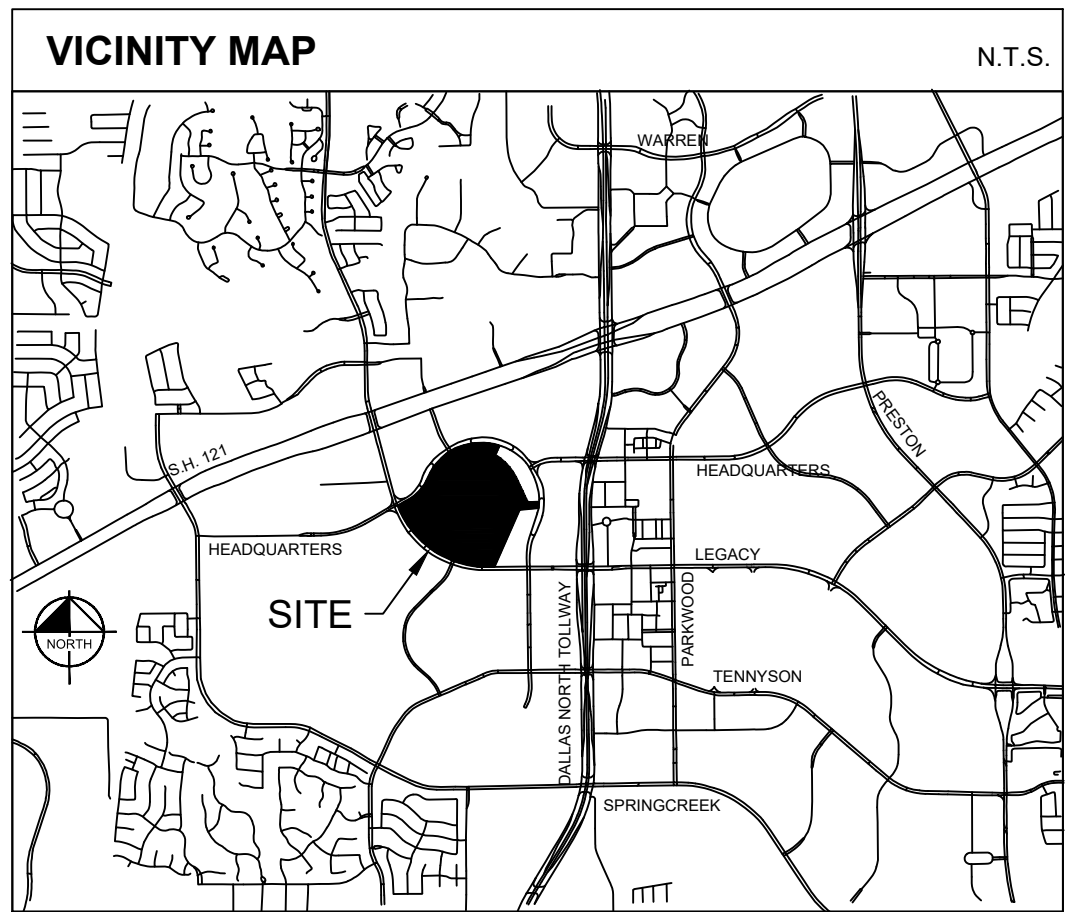 VICINITY MAP
N.T.S.
WARREN
PRESTON
S.H. 121
HEADQUARTERS
HEADQUARTERS
LEGACY
SITE
NORTH
DALLAS NORTH TOLLWAY
PARKWOOD
TENNYSON
SPRINGCREEK